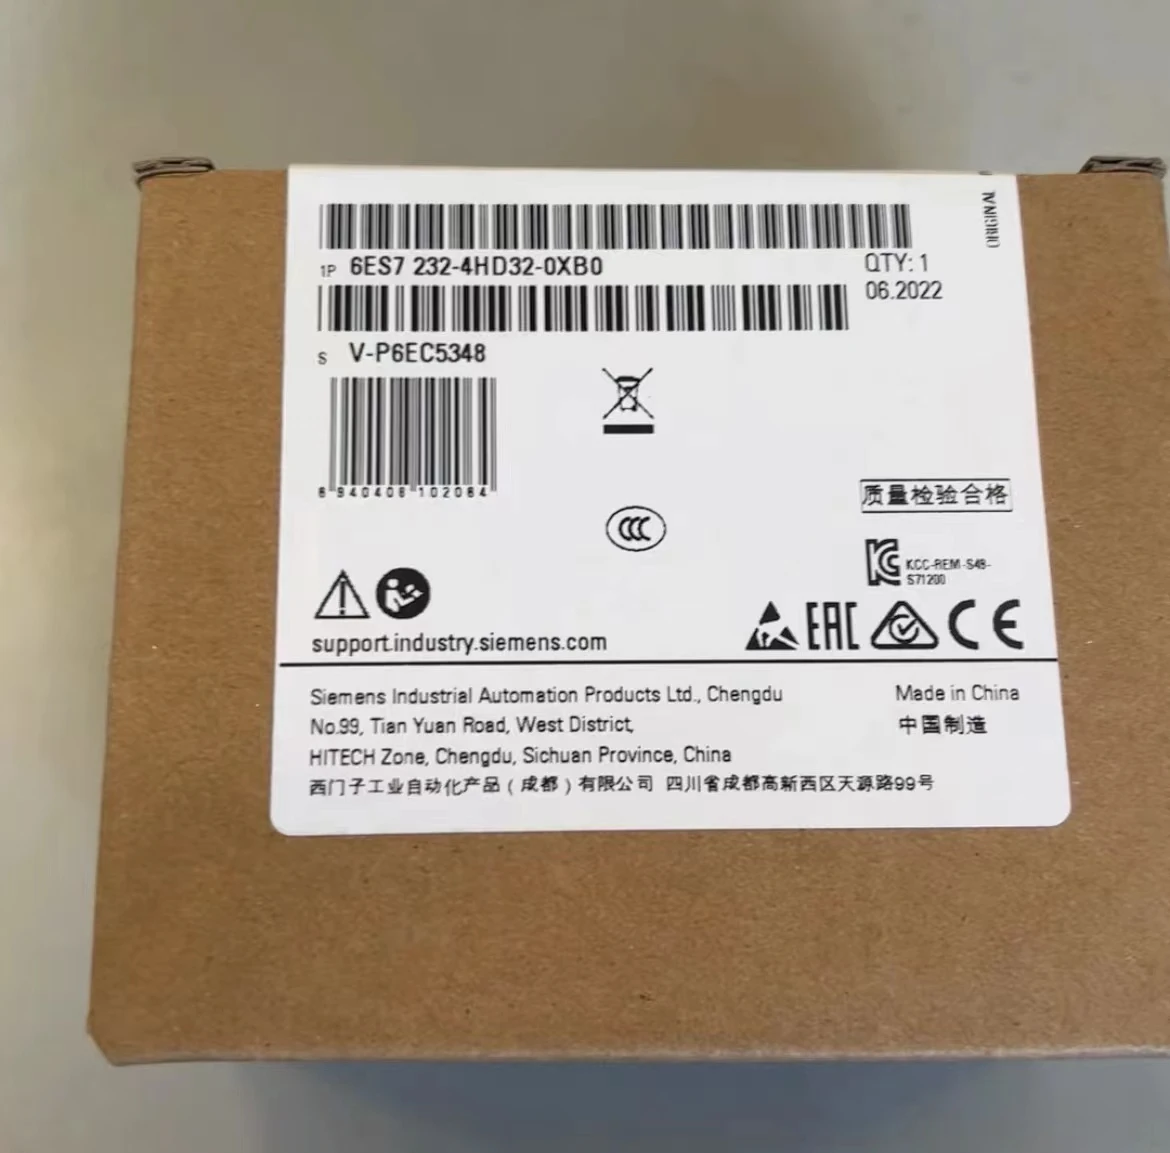 1P 6ES7 232-4HD32-0XB0
QTY: 1
06.2022
S V-P6EC5348
6 940408 102084
质量检验合格
CCC
KCC-REM-S49-
S71200
EAC
CE
support.industry.siemens.com
Siemens Industrial Automation Products Ltd., Chengdu
Made in China
No.99, Tian Yuan Road, West District,
中国制造
HITECH Zone, Chengdu, Sichuan Province, China
西门子工业自动化产品(成都)有限公司 四川省成都高新西区天源路99号